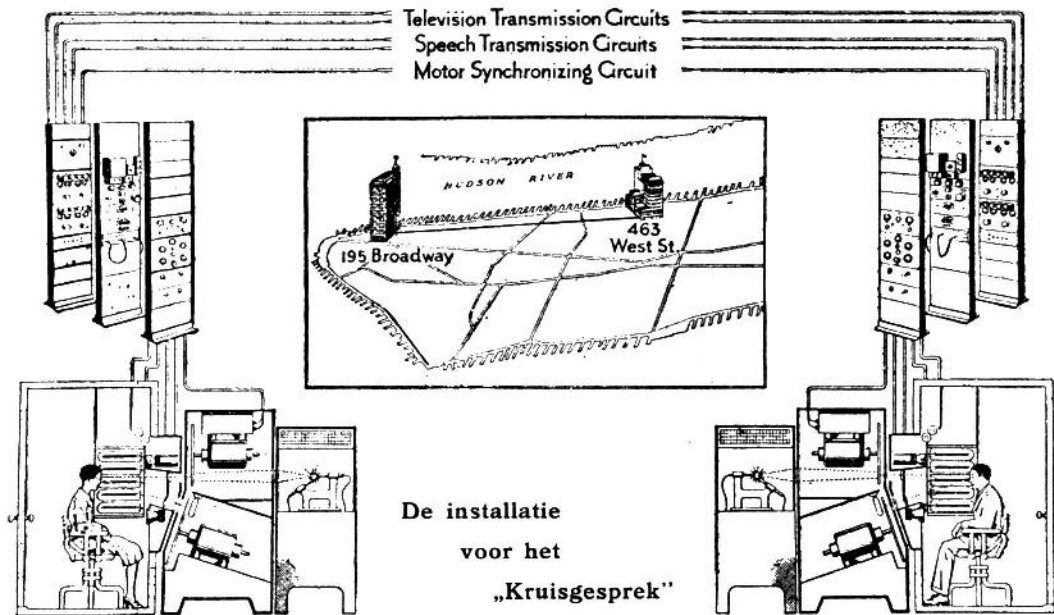 Television Transmission Circuits
Speech Transmission Circuits
Motor Synchronizing Circuit
HUDSON RIVER
195 Broadway
463
West St.
De installatie
voor het
„Kruisgesprek"